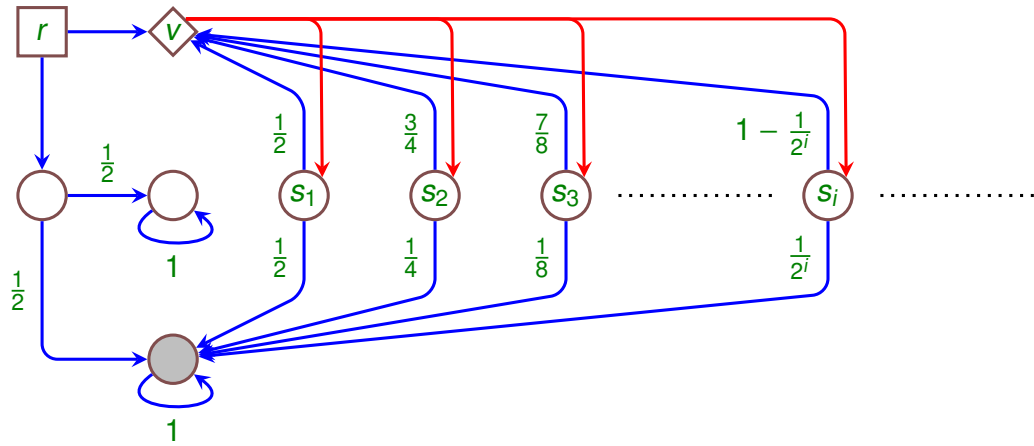 r v
1/2 3/4 7/8 1 − 1/2^i
1/2
s₁ s₂ s₃ ............ sᵢ ............
1 1/2 1/4 1/8 1/2^i
1/2
1